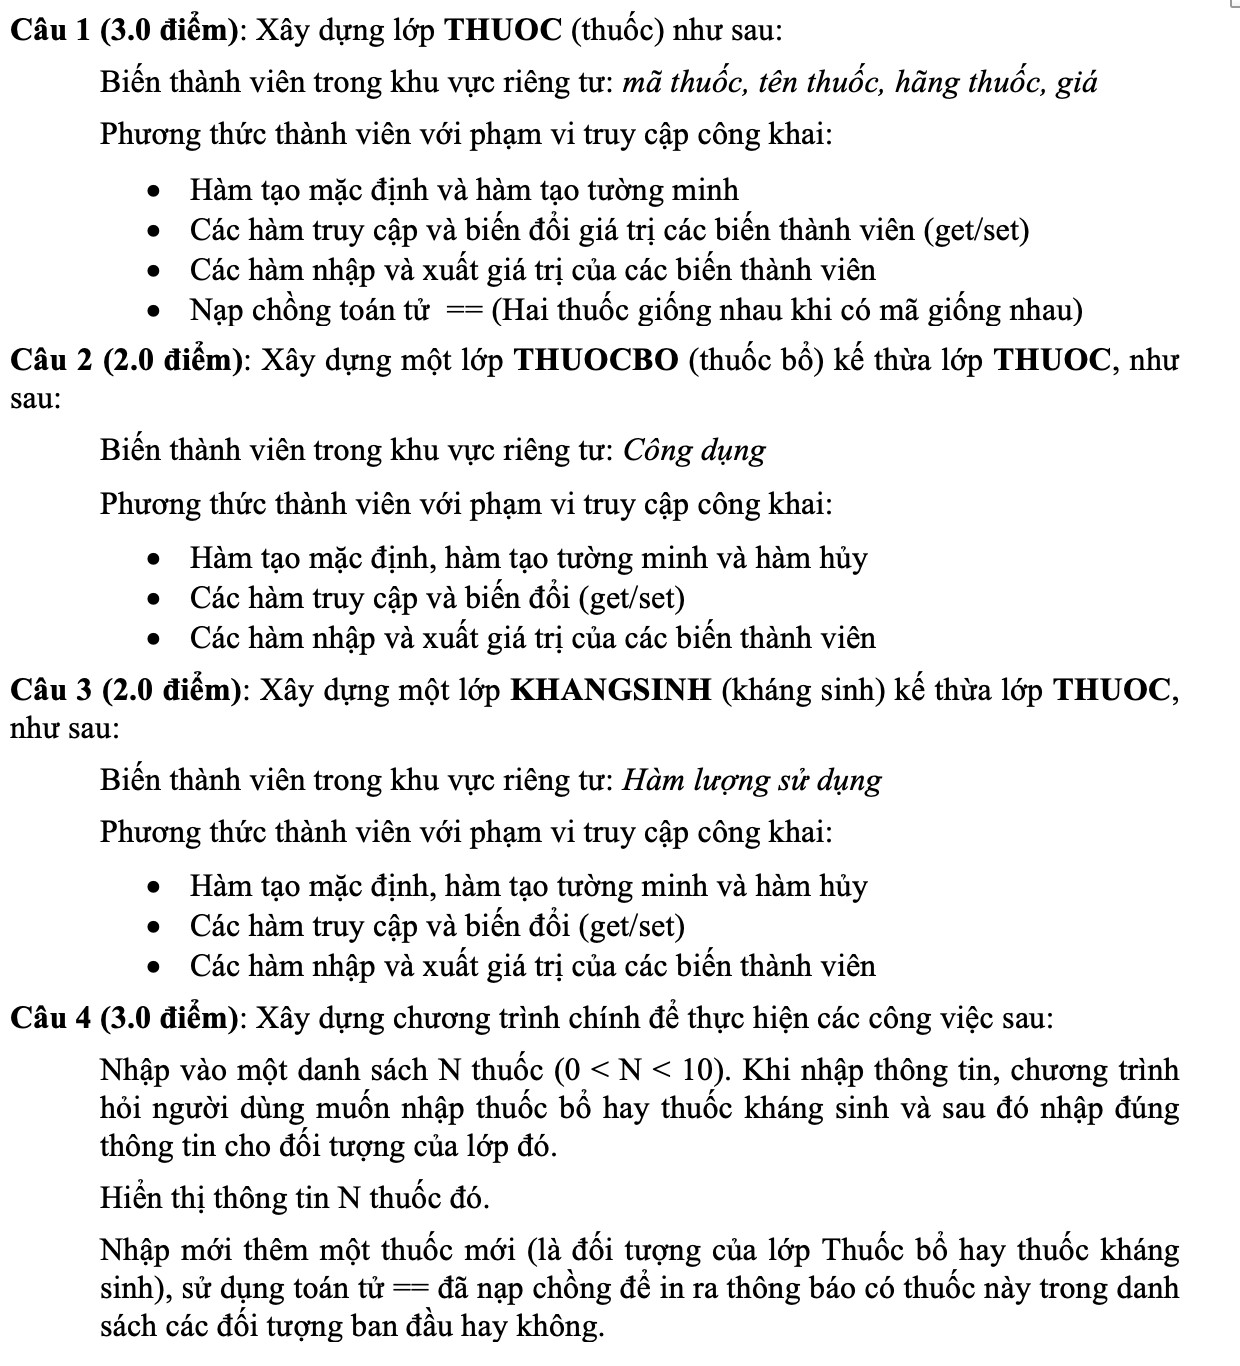 Câu 1 (3.0 điểm): Xây dựng lớp THUOC (thuốc) như sau:
Biến thành viên trong khu vực riêng tư: mã thuốc, tên thuốc, hãng thuốc, giá
Phương thức thành viên với phạm vi truy cập công khai:
• Hàm tạo mặc định và hàm tạo tường minh
• Các hàm truy cập và biến đổi giá trị các biến thành viên (get/set)
• Các hàm nhập và xuất giá trị của các biến thành viên
• Nạp chồng toán tử == (Hai thuốc giống nhau khi có mã giống nhau)
Câu 2 (2.0 điểm): Xây dựng một lớp THUOCBO (thuốc bổ) kế thừa lớp THUOC, như
sau:
Biến thành viên trong khu vực riêng tư: Công dụng
Phương thức thành viên với phạm vi truy cập công khai:
• Hàm tạo mặc định, hàm tạo tường minh và hàm hủy
• Các hàm truy cập và biến đổi (get/set)
• Các hàm nhập và xuất giá trị của các biến thành viên
Câu 3 (2.0 điểm): Xây dựng một lớp KHANGSINH (kháng sinh) kế thừa lớp THUOC,
như sau:
Biến thành viên trong khu vực riêng tư: Hàm lượng sử dụng
Phương thức thành viên với phạm vi truy cập công khai:
• Hàm tạo mặc định, hàm tạo tường minh và hàm hủy
• Các hàm truy cập và biến đổi (get/set)
• Các hàm nhập và xuất giá trị của các biến thành viên
Câu 4 (3.0 điểm): Xây dựng chương trình chính để thực hiện các công việc sau:
Nhập vào một danh sách N thuốc (0 < N < 10). Khi nhập thông tin, chương trình
hỏi người dùng muốn nhập thuốc bổ hay thuốc kháng sinh và sau đó nhập đúng
thông tin cho đối tượng của lớp đó.
Hiển thị thông tin N thuốc đó.
Nhập mới thêm một thuốc mới (là đối tượng của lớp Thuốc bổ hay thuốc kháng
sinh), sử dụng toán tử == đã nạp chồng để in ra thông báo có thuốc này trong danh
sách các đối tượng ban đầu hay không.